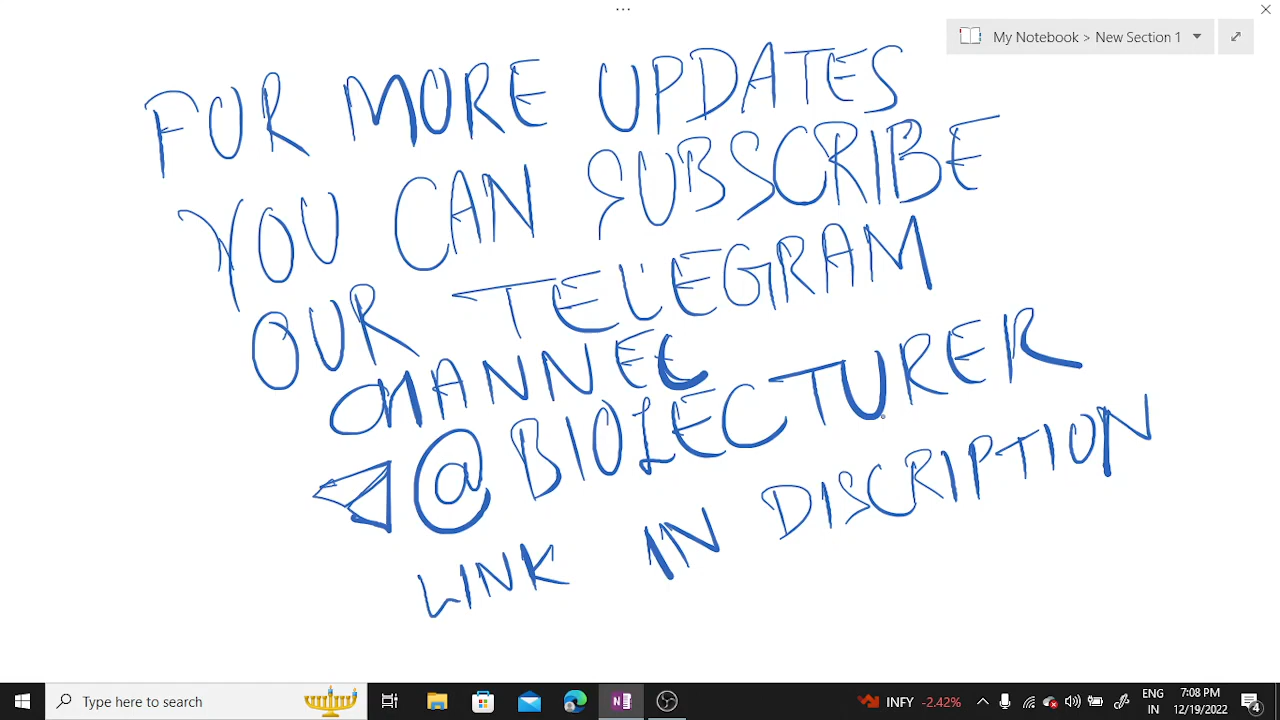 My Notebook > New Section 1
FOR MORE UPDATES
YOU CAN SUBSCRIBE
OUR TELEGRAM
CHANNEL
@BIOLECTURER
LINK IN DISCRIPTION
Type here to search
INFY -2.42%
ENG
IN
7:08 PM
12/19/2022
4